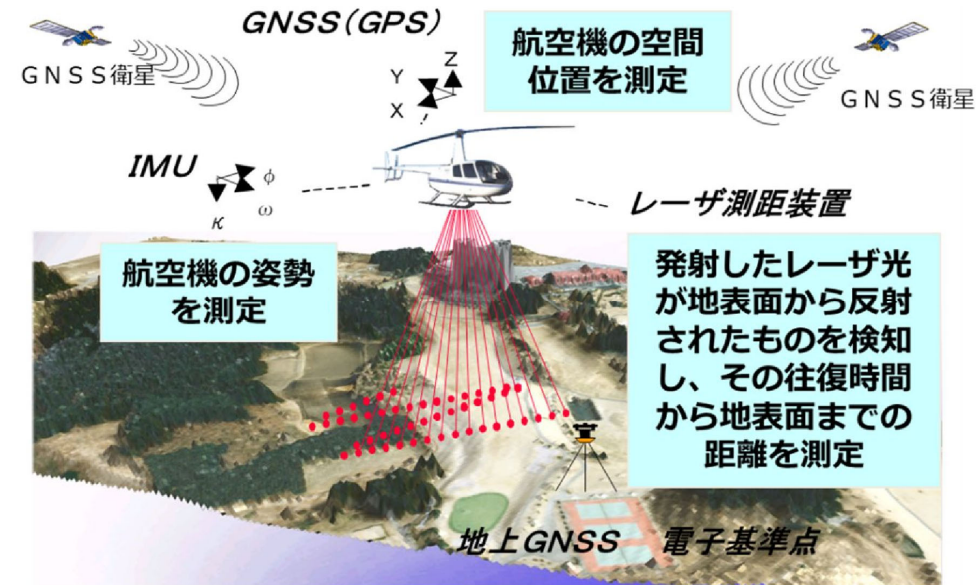 GNSS(GPS)
GNSS衛星
航空機の空間
位置を測定
GNSS衛星
Z
Y
X
IMU
φ
ω
κ
レーザ測距装置
航空機の姿勢
を測定
発射したレーザ光
が地表面から反射
されたものを検知
し、その往復時間
から地表面までの
距離を測定
地上GNSS 電子基準点